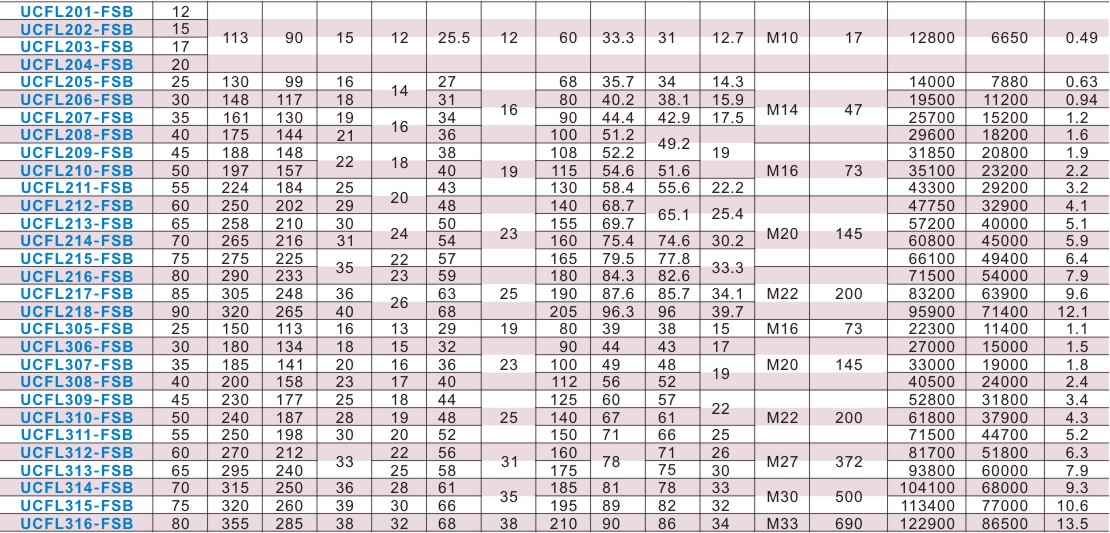 UCFL201-FSB 12
UCFL202-FSB 15
113 90 15 12 25.5 12 60 33.3 31 12.7 M10 17 12800 6650 0.49
UCFL203-FSB 17
UCFL204-FSB 20
UCFL205-FSB 25 130 99 16 14 27 68 35.7 34 14.3 14000 7880 0.63
UCFL206-FSB 30 148 117 18 31 16 80 40.2 38.1 15.9 M14 47 19500 11200 0.94
UCFL207-FSB 35 161 130 19 16 34 90 44.4 42.9 17.5 25700 15200 1.2
UCFL208-FSB 40 175 144 21 36 100 51.2 49.2 29600 18200 1.6
UCFL209-FSB 45 188 148 22 18 38 108 52.2 19 31850 20800 1.9
UCFL210-FSB 50 197 157 40 19 115 54.6 51.6 M16 73 35100 23200 2.2
UCFL211-FSB 55 224 184 25 20 43 130 58.4 55.6 22.2 43300 29200 3.2
UCFL212-FSB 60 250 202 29 48 140 68.7 65.1 25.4 47750 32900 4.1
UCFL213-FSB 65 258 210 30 24 50 23 155 69.7 M20 145 57200 40000 5.1
UCFL214-FSB 70 265 216 31 54 160 75.4 74.6 30.2 60800 45000 5.9
UCFL215-FSB 75 275 225 35 22 57 165 79.5 77.8 33.3 66100 49400 6.4
UCFL216-FSB 80 290 233 23 59 180 84.3 82.6 71500 54000 7.9
UCFL217-FSB 85 305 248 36 26 63 25 190 87.6 85.7 34.1 M22 200 83200 63900 9.6
UCFL218-FSB 90 320 265 40 68 205 96.3 96 39.7 95900 71400 12.1
UCFL305-FSB 25 150 113 16 13 29 19 80 39 38 15 M16 73 22300 11400 1.1
UCFL306-FSB 30 180 134 18 15 32 90 44 43 17 27000 15000 1.5
UCFL307-FSB 35 185 141 20 16 36 23 100 49 48 19 M20 145 33000 19000 1.8
UCFL308-FSB 40 200 158 23 17 40 112 56 52 40500 24000 2.4
UCFL309-FSB 45 230 177 25 18 44 125 60 57 22 52800 31800 3.4
UCFL310-FSB 50 240 187 28 19 48 25 140 67 61 M22 200 61800 37900 4.3
UCFL311-FSB 55 250 198 30 20 52 150 71 66 25 71500 44700 5.2
UCFL312-FSB 60 270 212 33 22 56 31 160 78 71 26 M27 372 81700 51800 6.3
UCFL313-FSB 65 295 240 25 58 175 75 30 93800 60000 7.9
UCFL314-FSB 70 315 250 36 28 61 35 185 81 78 33 M30 500 104100 68000 9.3
UCFL315-FSB 75 320 260 39 30 66 195 89 82 32 113400 77000 10.6
UCFL316-FSB 80 355 285 38 32 68 38 210 90 86 34 M33 690 122900 86500 13.5